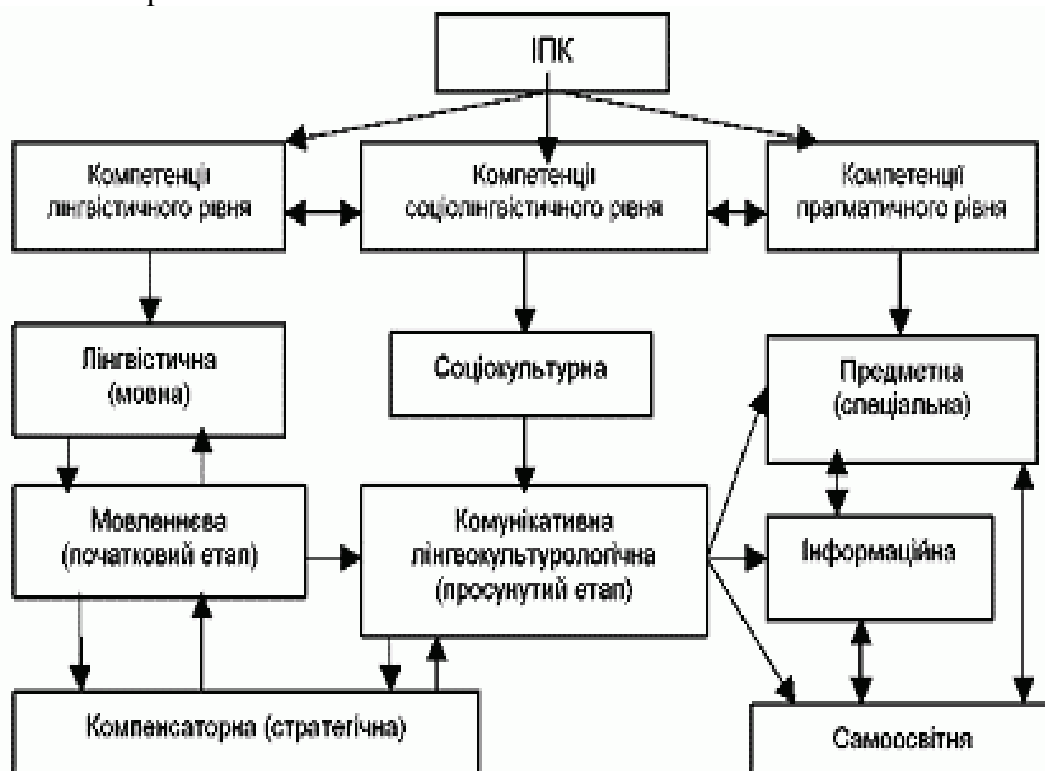 ІПК
Компетенції
лінгвістичного рівня
Компетенції
соціолінгвістичного рівня
Компетенції
прагматичного рівня
Лінгвістична
(мовна)
Соціокультурна
Предметка
(спеціальна)
Мовленнєва
(початковий етап)
Комунікативна
лінгвокультурологічна
(просунутий етап)
Інформаційна
Компенсаторна (стратегічна)
Самоосвітня